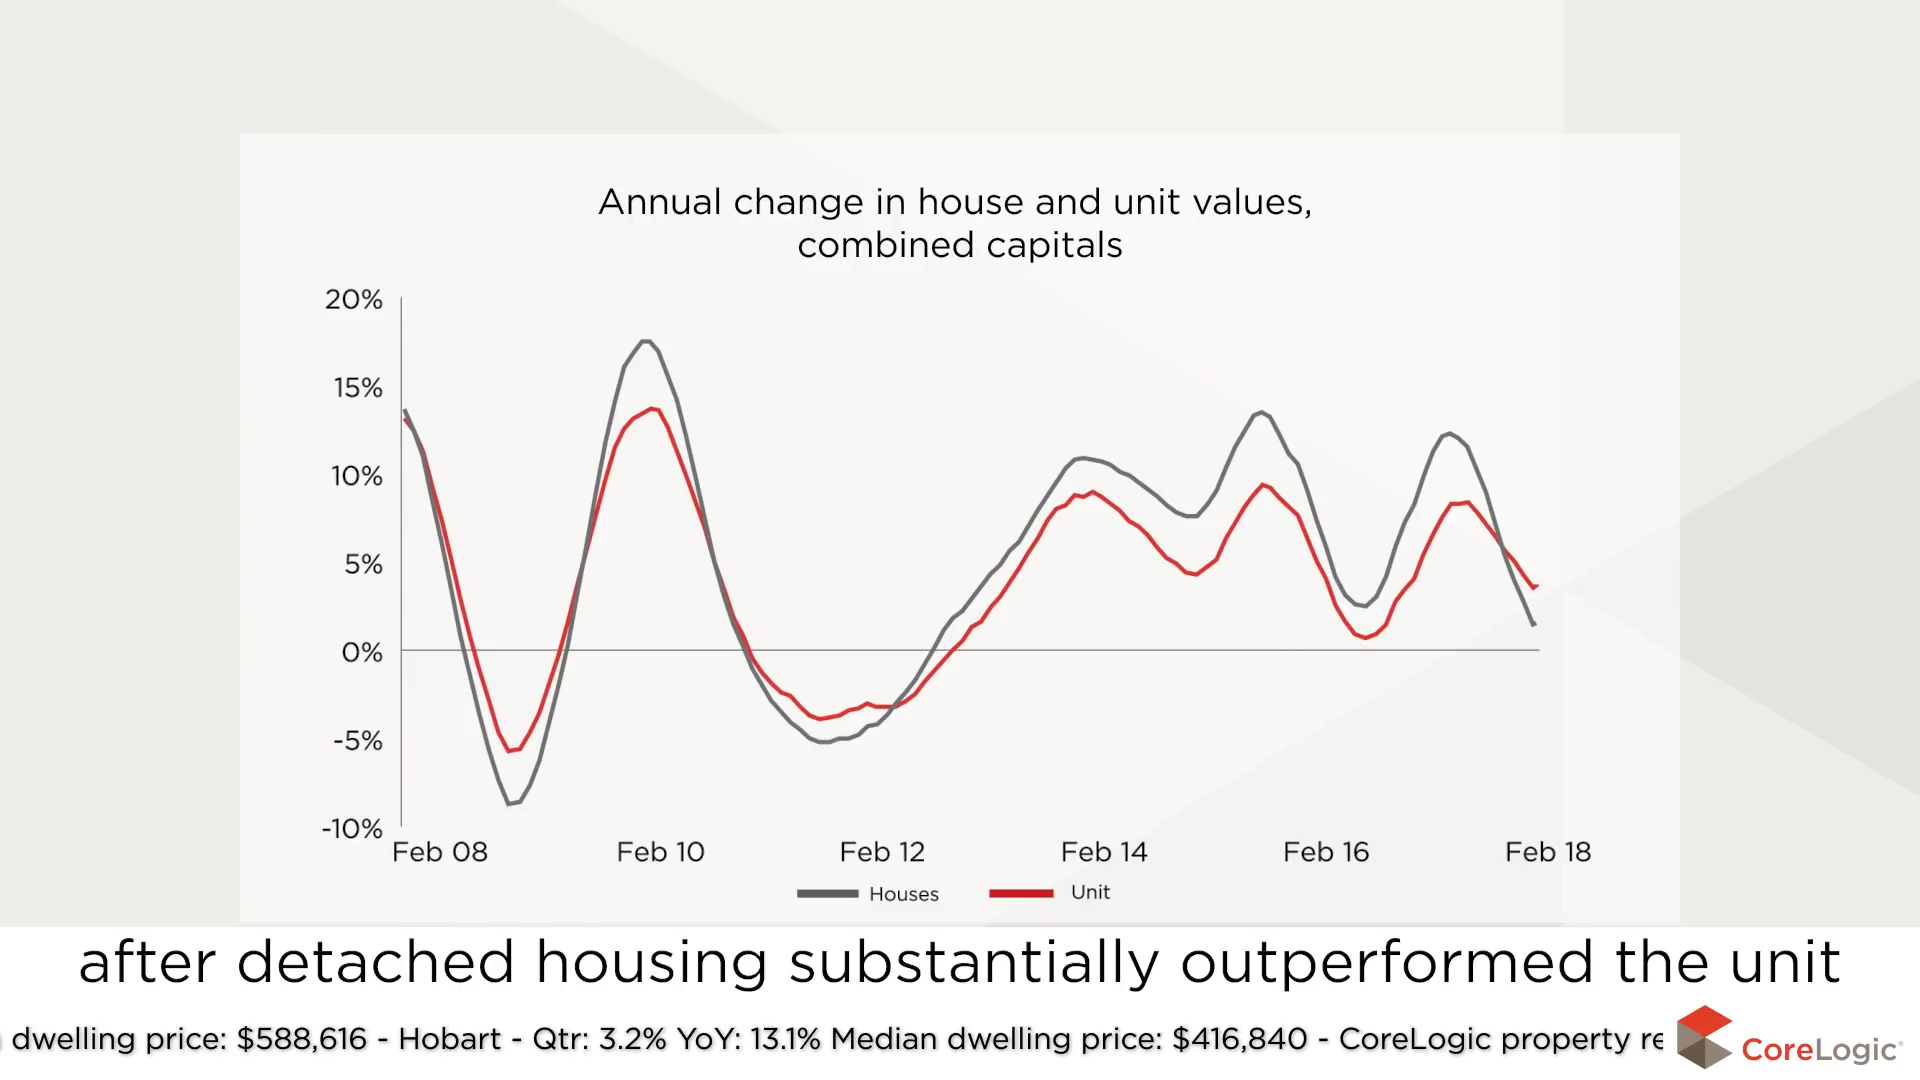 Annual change in house and unit values,
combined capitals
20%
15%
10%
5%
0%
-5%
-10%
Feb 08 Feb 10 Feb 12 Feb 14 Feb 16 Feb 18
Houses Unit
after detached housing substantially outperformed the unit
dwelling price: $588,616 - Hobart - Qtr: 3.2% YoY: 13.1% Median dwelling price: $416,840 - CoreLogic property re
CoreLogic